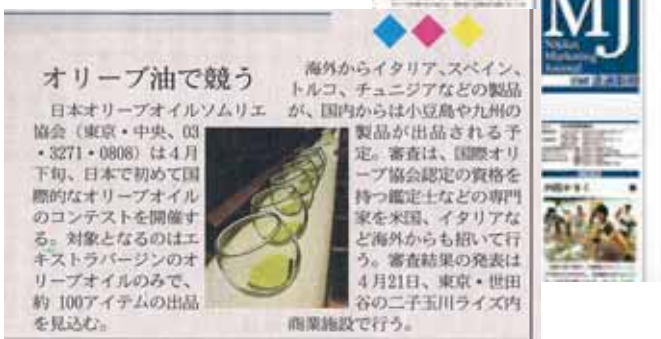 オリーブ油で競う
日本オリーブオイルソムリエ
協会（東京・中央、03
・3271・0808）は４月
下旬、日本で初めて国
際的なオリーブオイル
のコンテストを開催す
る。対象となるのはエ
キストラバージンのオ
リーブオイルのみで、
約 100アイテムの出品
を見込む。
海外からイタリア、スペイン、
トルコ、チュニジアなどの製品
が、国内からは小豆島や九州の
製品が出品される予
定。審査は、国際オリ
ーブ協会認定の資格を
持つ鑑定士などの専門
家を米国、イタリアな
ど海外からも招いて行
う。審査結果の発表は
４月21日、東京・世田
谷の二子玉川ライズ内
商業施設で行う。
MJ
Nikkei
Marketing
Journal